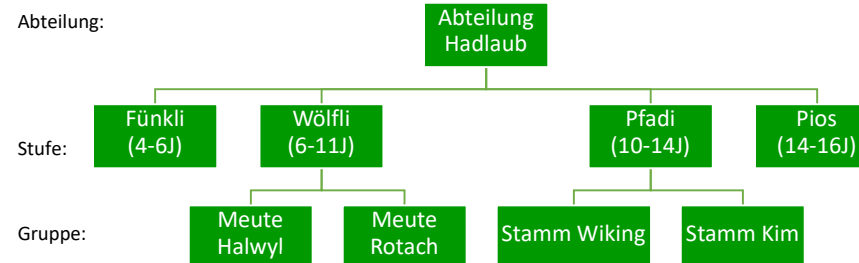 Abteilung:
Abteilung
Hadlaub
Stufe:
Fünkli
(4-6J)
Wölfli
(6-11J)
Pfadi
(10-14J)
Pios
(14-16J)
Gruppe:
Meute
Halwyl
Meute
Rotach
Stamm Wiking
Stamm Kim